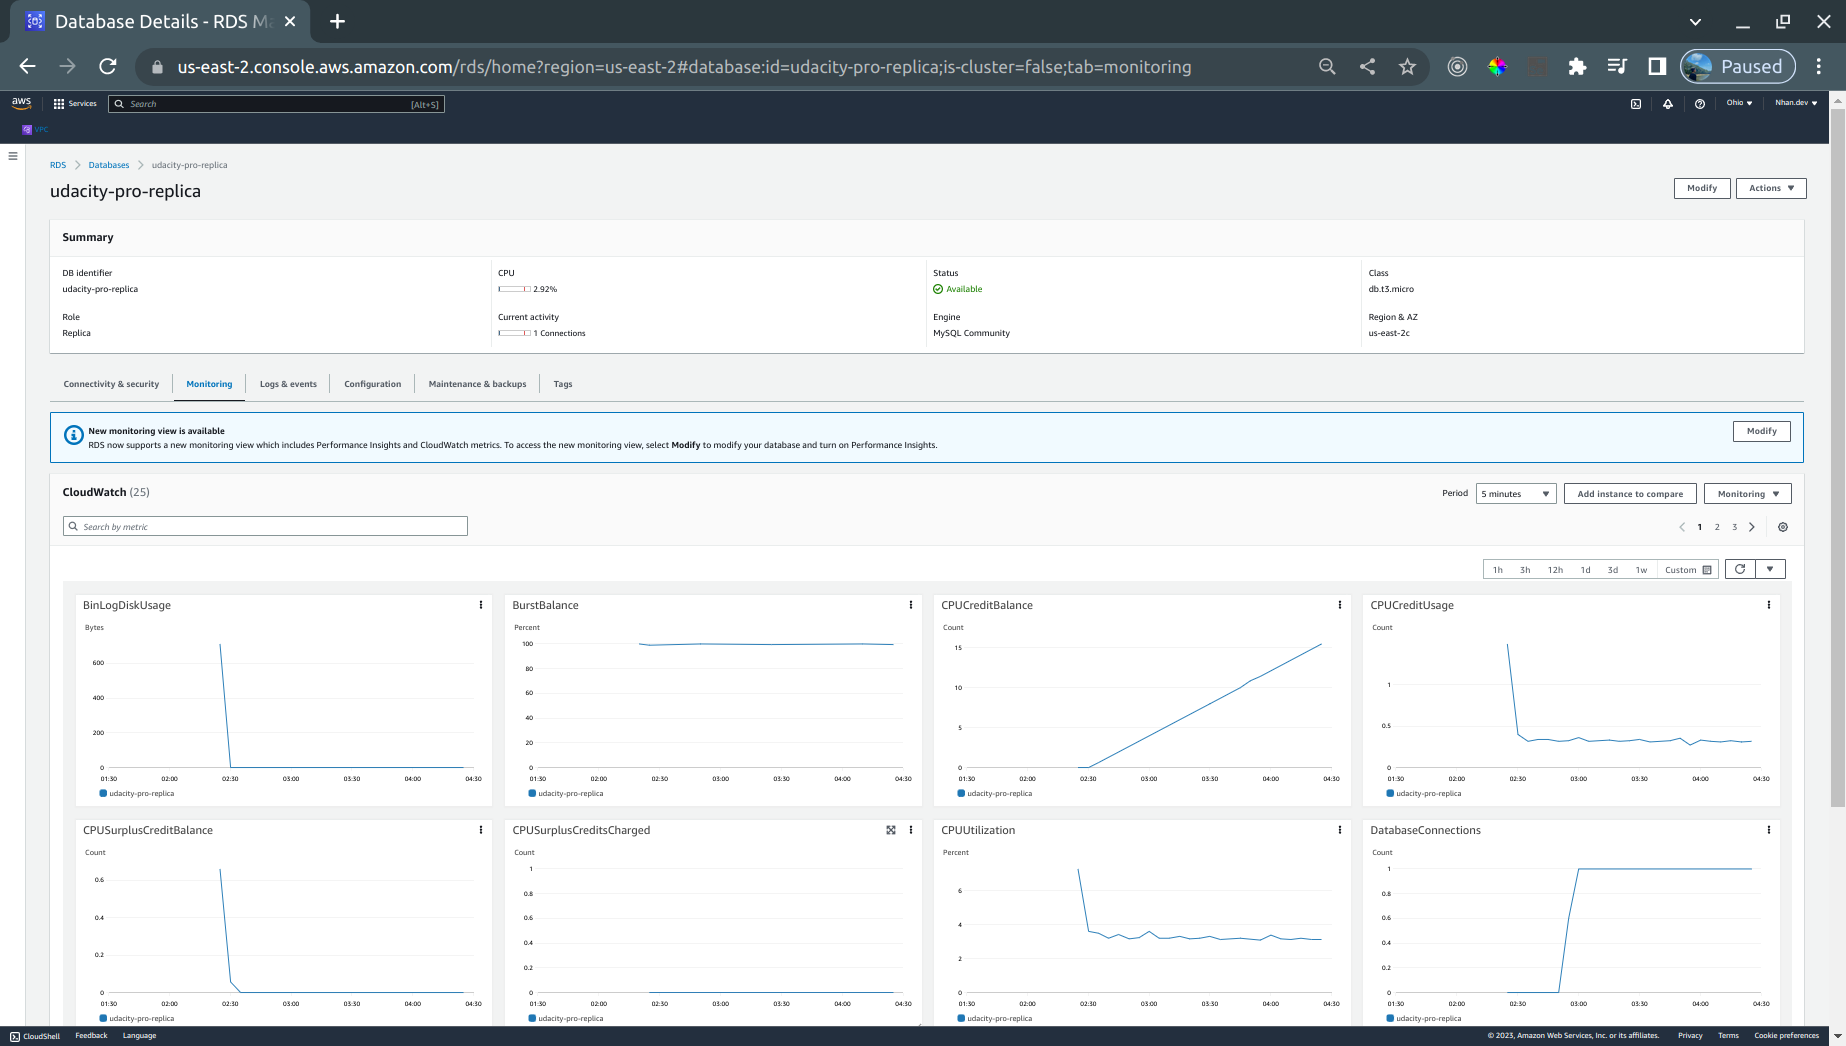 Database Details - RDS Ma
us-east-2.console.aws.amazon.com/rds/home?region=us-east-2#database:id=udacity-pro-replica;is-cluster=false;tab=monitoring
Paused
aws
Services
Search
[Alt+S]
Ohio
Nhan.dev
VPC
RDS
Databases
udacity-pro-replica
udacity-pro-replica
Modify
Actions
Summary
DB identifier
udacity-pro-replica
CPU
2.92%
Status
Available
Class
db.t3.micro
Role
Replica
Current activity
1 Connections
Engine
MySQL Community
Region & AZ
us-east-2c
Connectivity & security
Monitoring
Logs & events
Configuration
Maintenance & backups
Tags
New monitoring view is available
RDS now supports a new monitoring view which includes Performance Insights and CloudWatch metrics. To access the new monitoring view, select Modify to modify your database and turn on Performance Insights.
Modify
CloudWatch (25)
Period
5 minutes
Add instance to compare
Monitoring
Search by metric
1 2 3
1h 3h 12h 1d 3d 1w Custom
BinLogDiskUsage
Bytes
600
400
200
0
01:30 02:00 02:30 03:00 03:30 04:00 04:30
udacity-pro-replica
BurstBalance
Percent
100
80
60
40
20
0
01:30 02:00 02:30 03:00 03:30 04:00 04:30
udacity-pro-replica
CPUCreditBalance
Count
15
10
5
0
01:30 02:00 02:30 03:00 03:30 04:00 04:30
udacity-pro-replica
CPUCreditUsage
Count
1
0.5
0
01:30 02:00 02:30 03:00 03:30 04:00 04:30
udacity-pro-replica
CPUSurplusCreditBalance
Count
0.6
0.4
0.2
0
01:30 02:00 02:30 03:00 03:30 04:00 04:30
udacity-pro-replica
CPUSurplusCreditsCharged
Count
1
0.8
0.6
0.4
0.2
0
01:30 02:00 02:30 03:00 03:30 04:00 04:30
udacity-pro-replica
CPUUtilization
Percent
6
4
2
0
01:30 02:00 02:30 03:00 03:30 04:00 04:30
udacity-pro-replica
DatabaseConnections
Count
1
0.8
0.6
0.4
0.2
0
01:30 02:00 02:30 03:00 03:30 04:00 04:30
udacity-pro-replica
CloudShell
Feedback
Language
© 2023, Amazon Web Services, Inc. or its affiliates.
Privacy
Terms
Cookie preferences